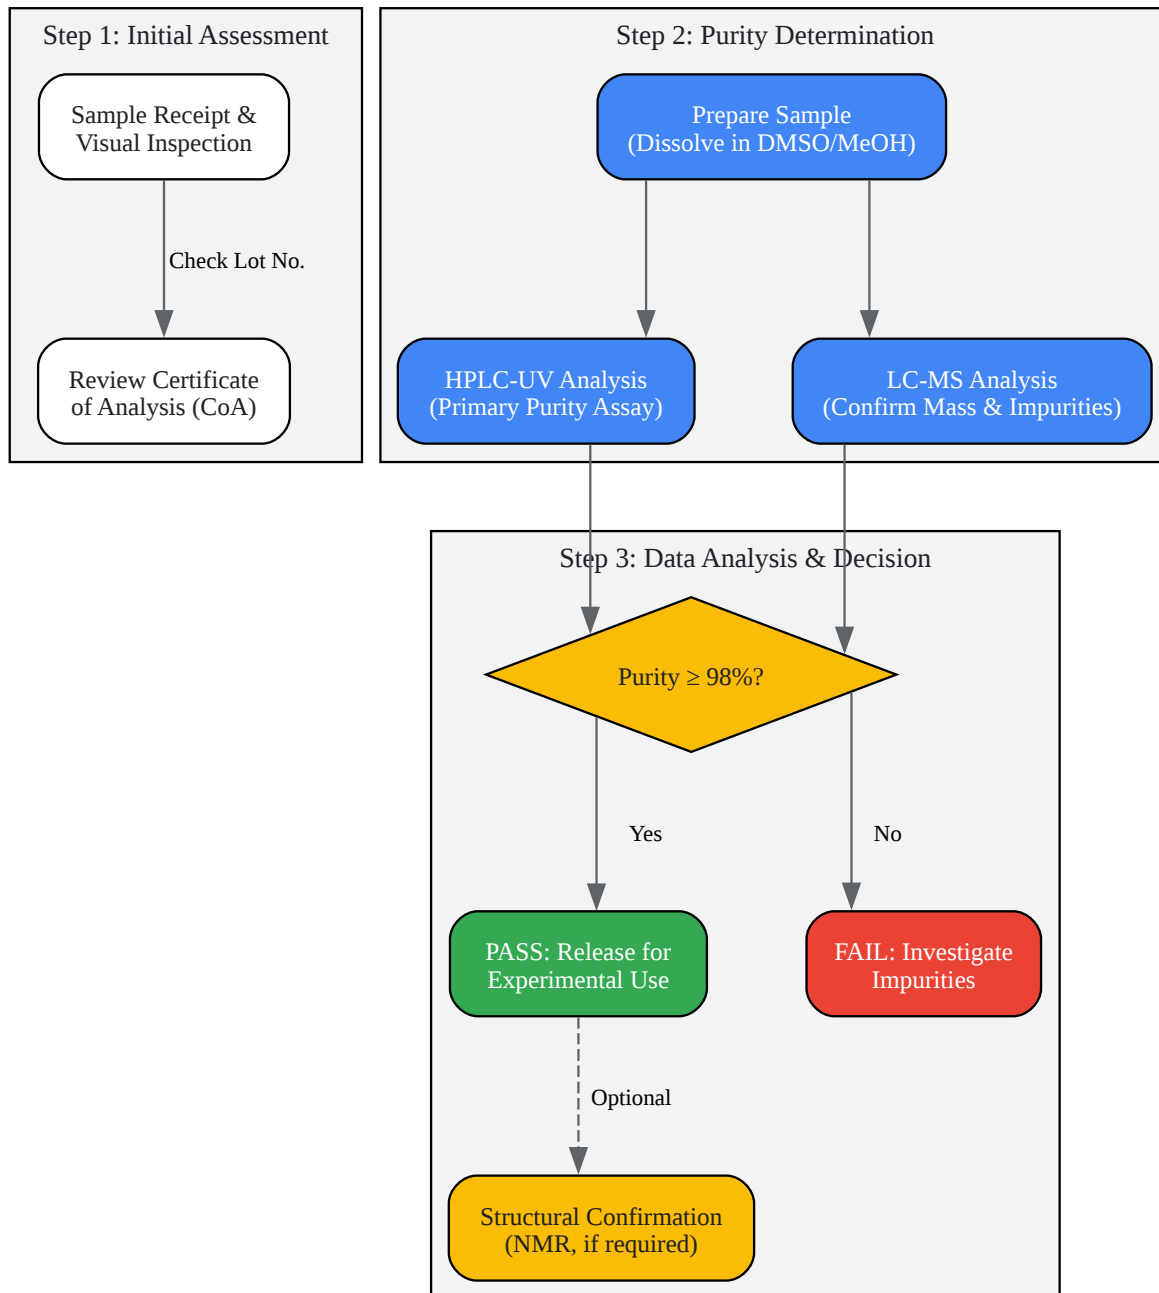 Step 1: Initial Assessment
Sample Receipt &
Visual Inspection
Check Lot No.
Review Certificate
of Analysis (CoA)
Step 2: Purity Determination
Prepare Sample
(Dissolve in DMSO/MeOH)
HPLC-UV Analysis
(Primary Purity Assay)
LC-MS Analysis
(Confirm Mass & Impurities)
Step 3: Data Analysis & Decision
Purity ≥ 98%?
Yes
No
PASS: Release for
Experimental Use
FAIL: Investigate
Impurities
Optional
Structural Confirmation
(NMR, if required)